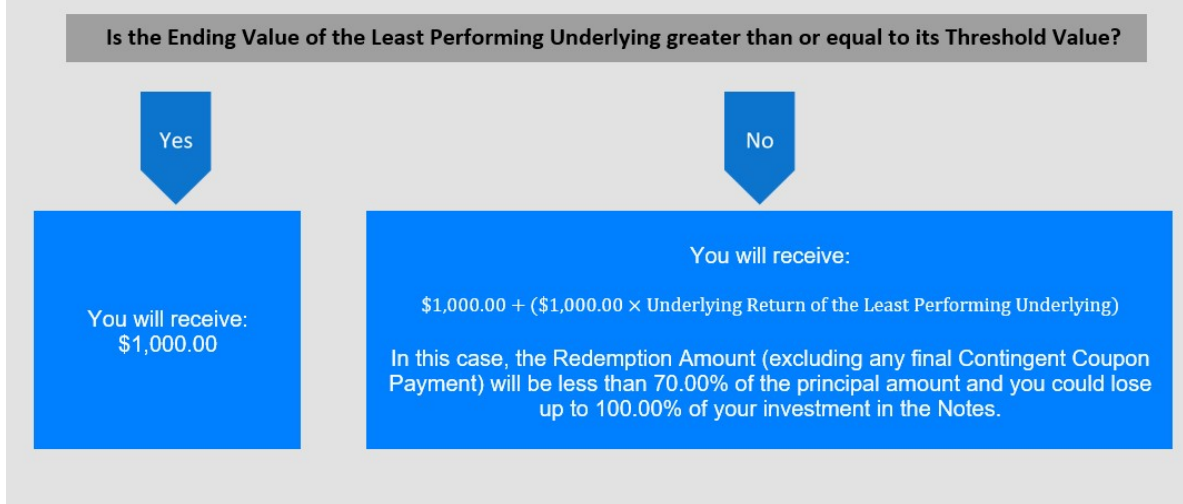 Is the Ending Value of the Least Performing Underlying greater than or equal to its Threshold Value?
Yes
No
You will receive:
$1,000.00
You will receive:
$1,000.00 + ($1,000.00 × Underlying Return of the Least Performing Underlying)
In this case, the Redemption Amount (excluding any final Contingent Coupon
Payment) will be less than 70.00% of the principal amount and you could lose
up to 100.00% of your investment in the Notes.